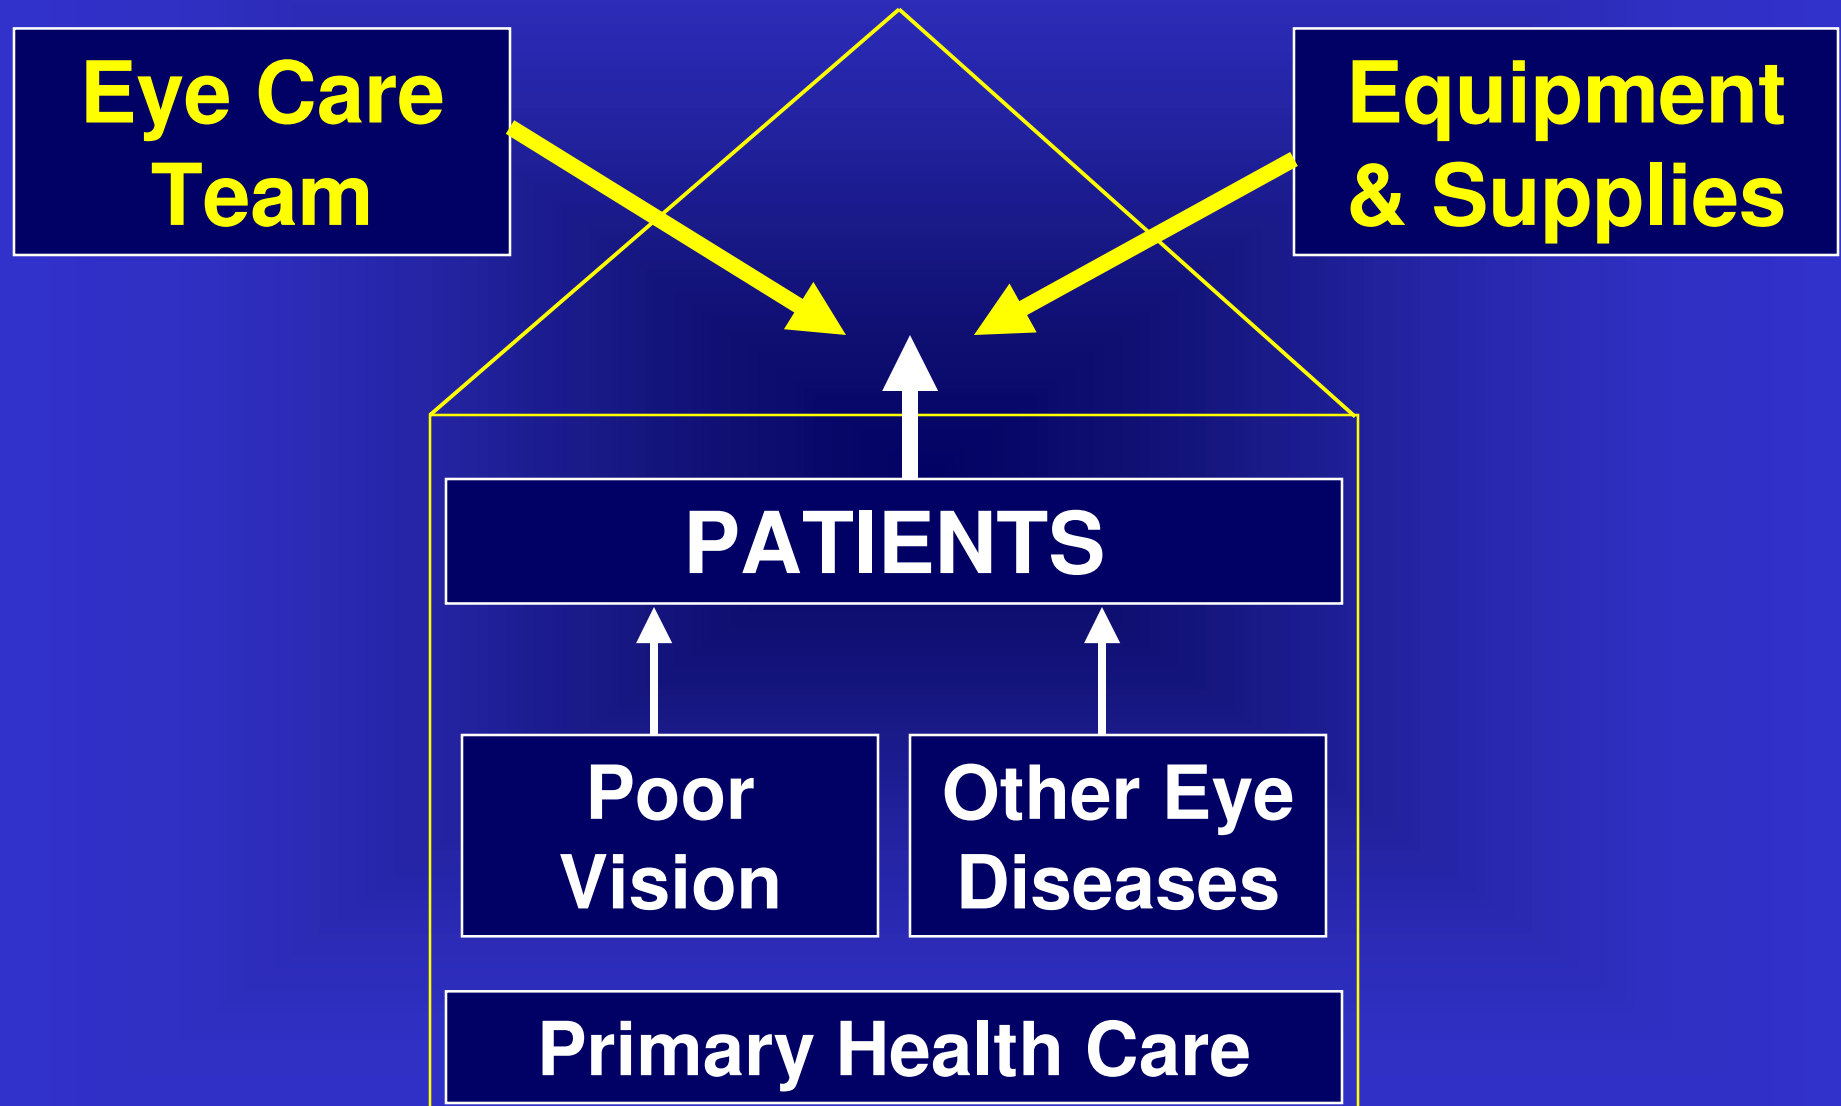 Eye Care
Team
Equipment
& Supplies
PATIENTS
Poor
Vision
Other Eye
Diseases
Primary Health Care